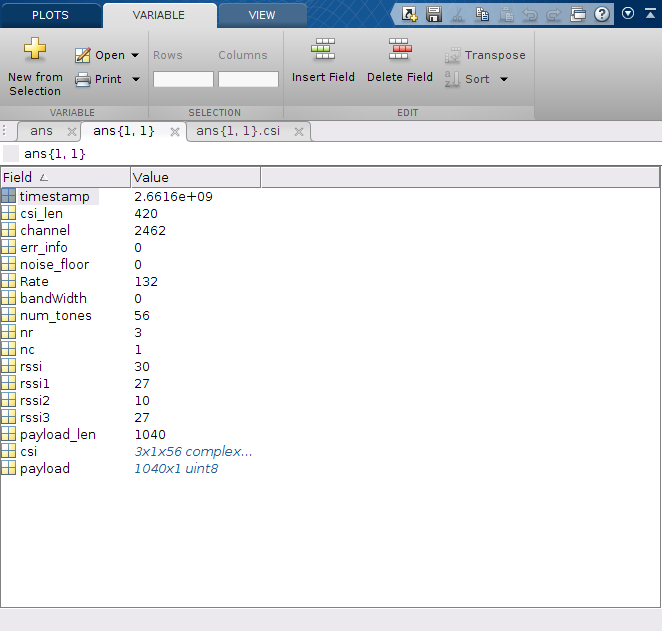 PLOTS VARIABLE VIEW
New from Selection
Open
Print
Rows Columns
Insert Field
Delete Field
Transpose
Sort
VARIABLE SELECTION EDIT
ans ans{1, 1} ans{1, 1}.csi
ans{1, 1}
Field Value
timestamp 2.6616e+09
csi_len 420
channel 2462
err_info 0
noise_floor 0
Rate 132
bandWidth 0
num_tones 56
nr 3
nc 1
rssi 30
rssi1 27
rssi2 10
rssi3 27
payload_len 1040
csi 3x1x56 complex...
payload 1040x1 uint8